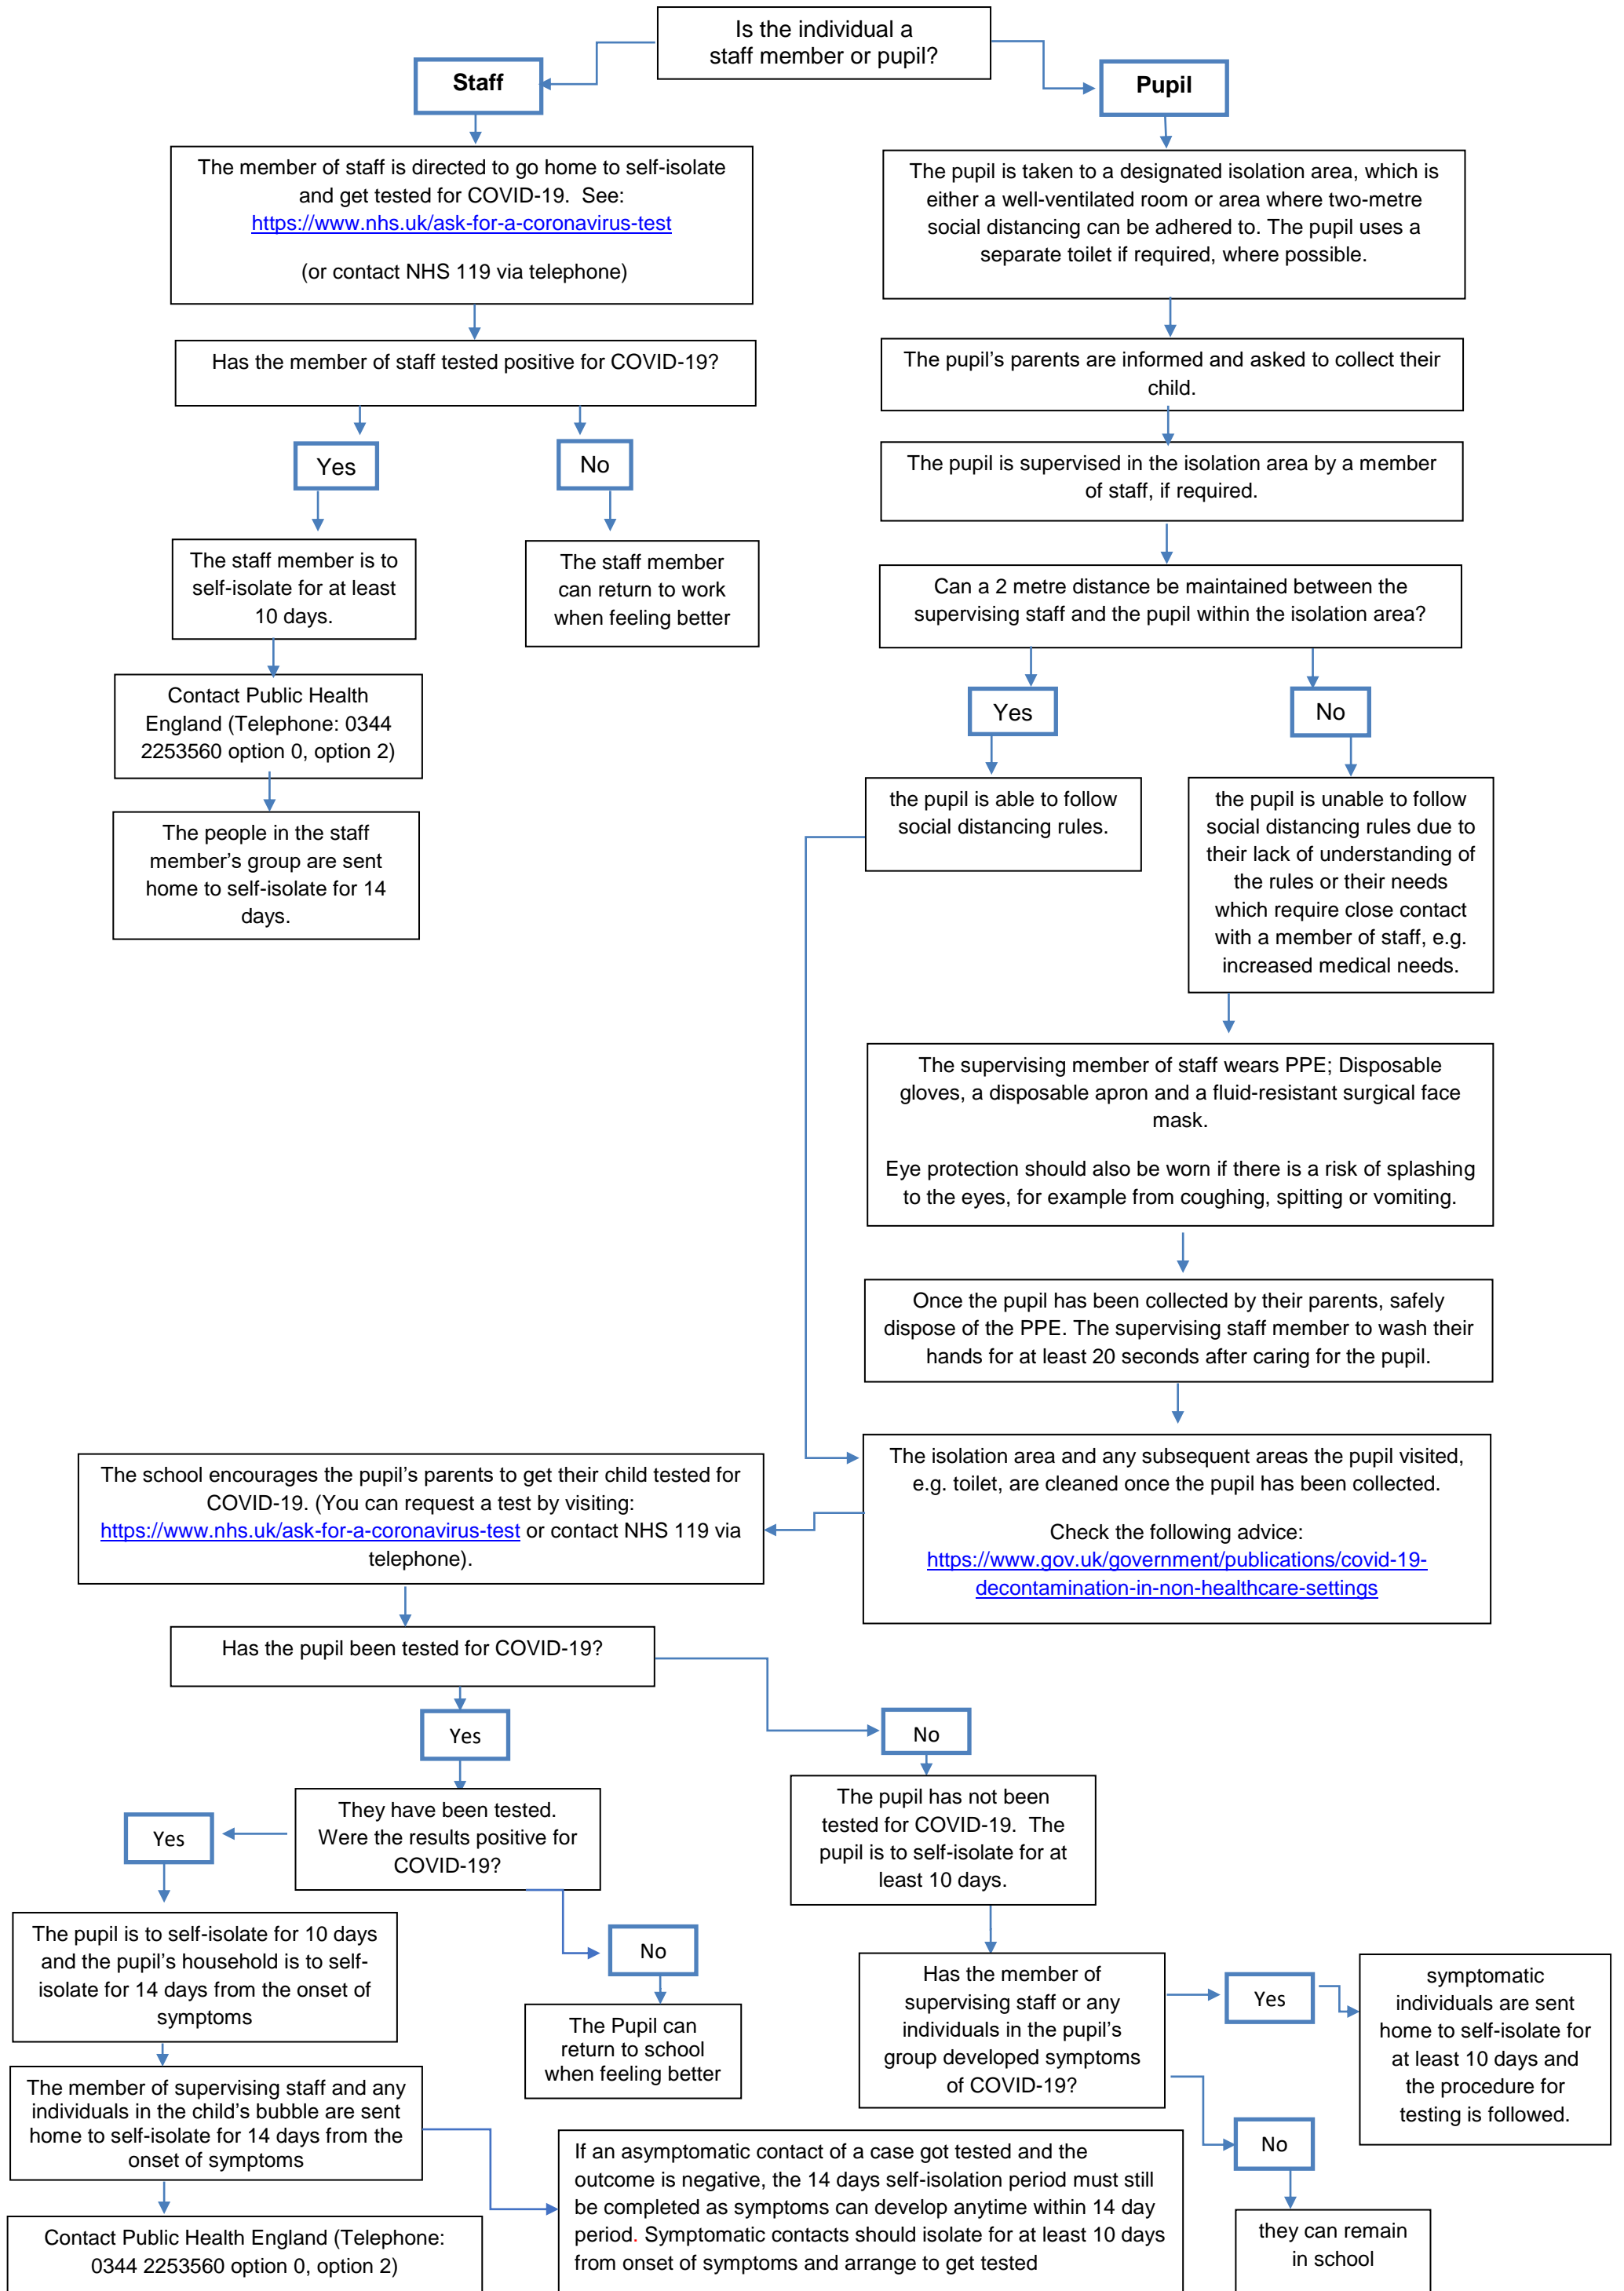 Is the individual a
staff member or pupil?
Staff
Pupil
The member of staff is directed to go home to self-isolate
and get tested for COVID-19.  See:
https://www.nhs.uk/ask-for-a-coronavirus-test
(or contact NHS 119 via telephone)
Has the member of staff tested positive for COVID-19?
Yes
No
The staff member is to
self-isolate for at least
10 days.
The staff member
can return to work
when feeling better
Contact Public Health
England (Telephone: 0344
2253560 option 0, option 2)
The people in the staff
member’s group are sent
home to self-isolate for 14
days.
The pupil is taken to a designated isolation area, which is
either a well-ventilated room or area where two-metre
social distancing can be adhered to. The pupil uses a
separate toilet if required, where possible.
The pupil’s parents are informed and asked to collect their
child.
The pupil is supervised in the isolation area by a member
of staff, if required.
Can a 2 metre distance be maintained between the
supervising staff and the pupil within the isolation area?
Yes
No
the pupil is able to follow
social distancing rules.
the pupil is unable to follow
social distancing rules due to
their lack of understanding of
the rules or their needs
which require close contact
with a member of staff, e.g.
increased medical needs.
The supervising member of staff wears PPE; Disposable
gloves, a disposable apron and a fluid-resistant surgical face
mask.
Eye protection should also be worn if there is a risk of splashing
to the eyes, for example from coughing, spitting or vomiting.
Once the pupil has been collected by their parents, safely
dispose of the PPE. The supervising staff member to wash their
hands for at least 20 seconds after caring for the pupil.
The isolation area and any subsequent areas the pupil visited,
e.g. toilet, are cleaned once the pupil has been collected.
Check the following advice:
https://www.gov.uk/government/publications/covid-19-
decontamination-in-non-healthcare-settings
The school encourages the pupil’s parents to get their child tested for
COVID-19. (You can request a test by visiting:
https://www.nhs.uk/ask-for-a-coronavirus-test or contact NHS 119 via
telephone).
Has the pupil been tested for COVID-19?
Yes
No
They have been tested.
Were the results positive for
COVID-19?
Yes
No
The pupil is to self-isolate for 10 days
and the pupil’s household is to self-
isolate for 14 days from the onset of
symptoms
The Pupil can
return to school
when feeling better
The member of supervising staff and any
individuals in the child’s bubble are sent
home to self-isolate for 14 days from the
onset of symptoms
Contact Public Health England (Telephone:
0344 2253560 option 0, option 2)
If an asymptomatic contact of a case got tested and the
outcome is negative, the 14 days self-isolation period must still
be completed as symptoms can develop anytime within 14 day
period. Symptomatic contacts should isolate for at least 10 days
from onset of symptoms and arrange to get tested
The pupil has not been
tested for COVID-19.  The
pupil is to self-isolate for at
least 10 days.
Has the member of
supervising staff or any
individuals in the pupil’s
group developed symptoms
of COVID-19?
Yes
symptomatic
individuals are sent
home to self-isolate for
at least 10 days and
the procedure for
testing is followed.
No
they can remain
in school